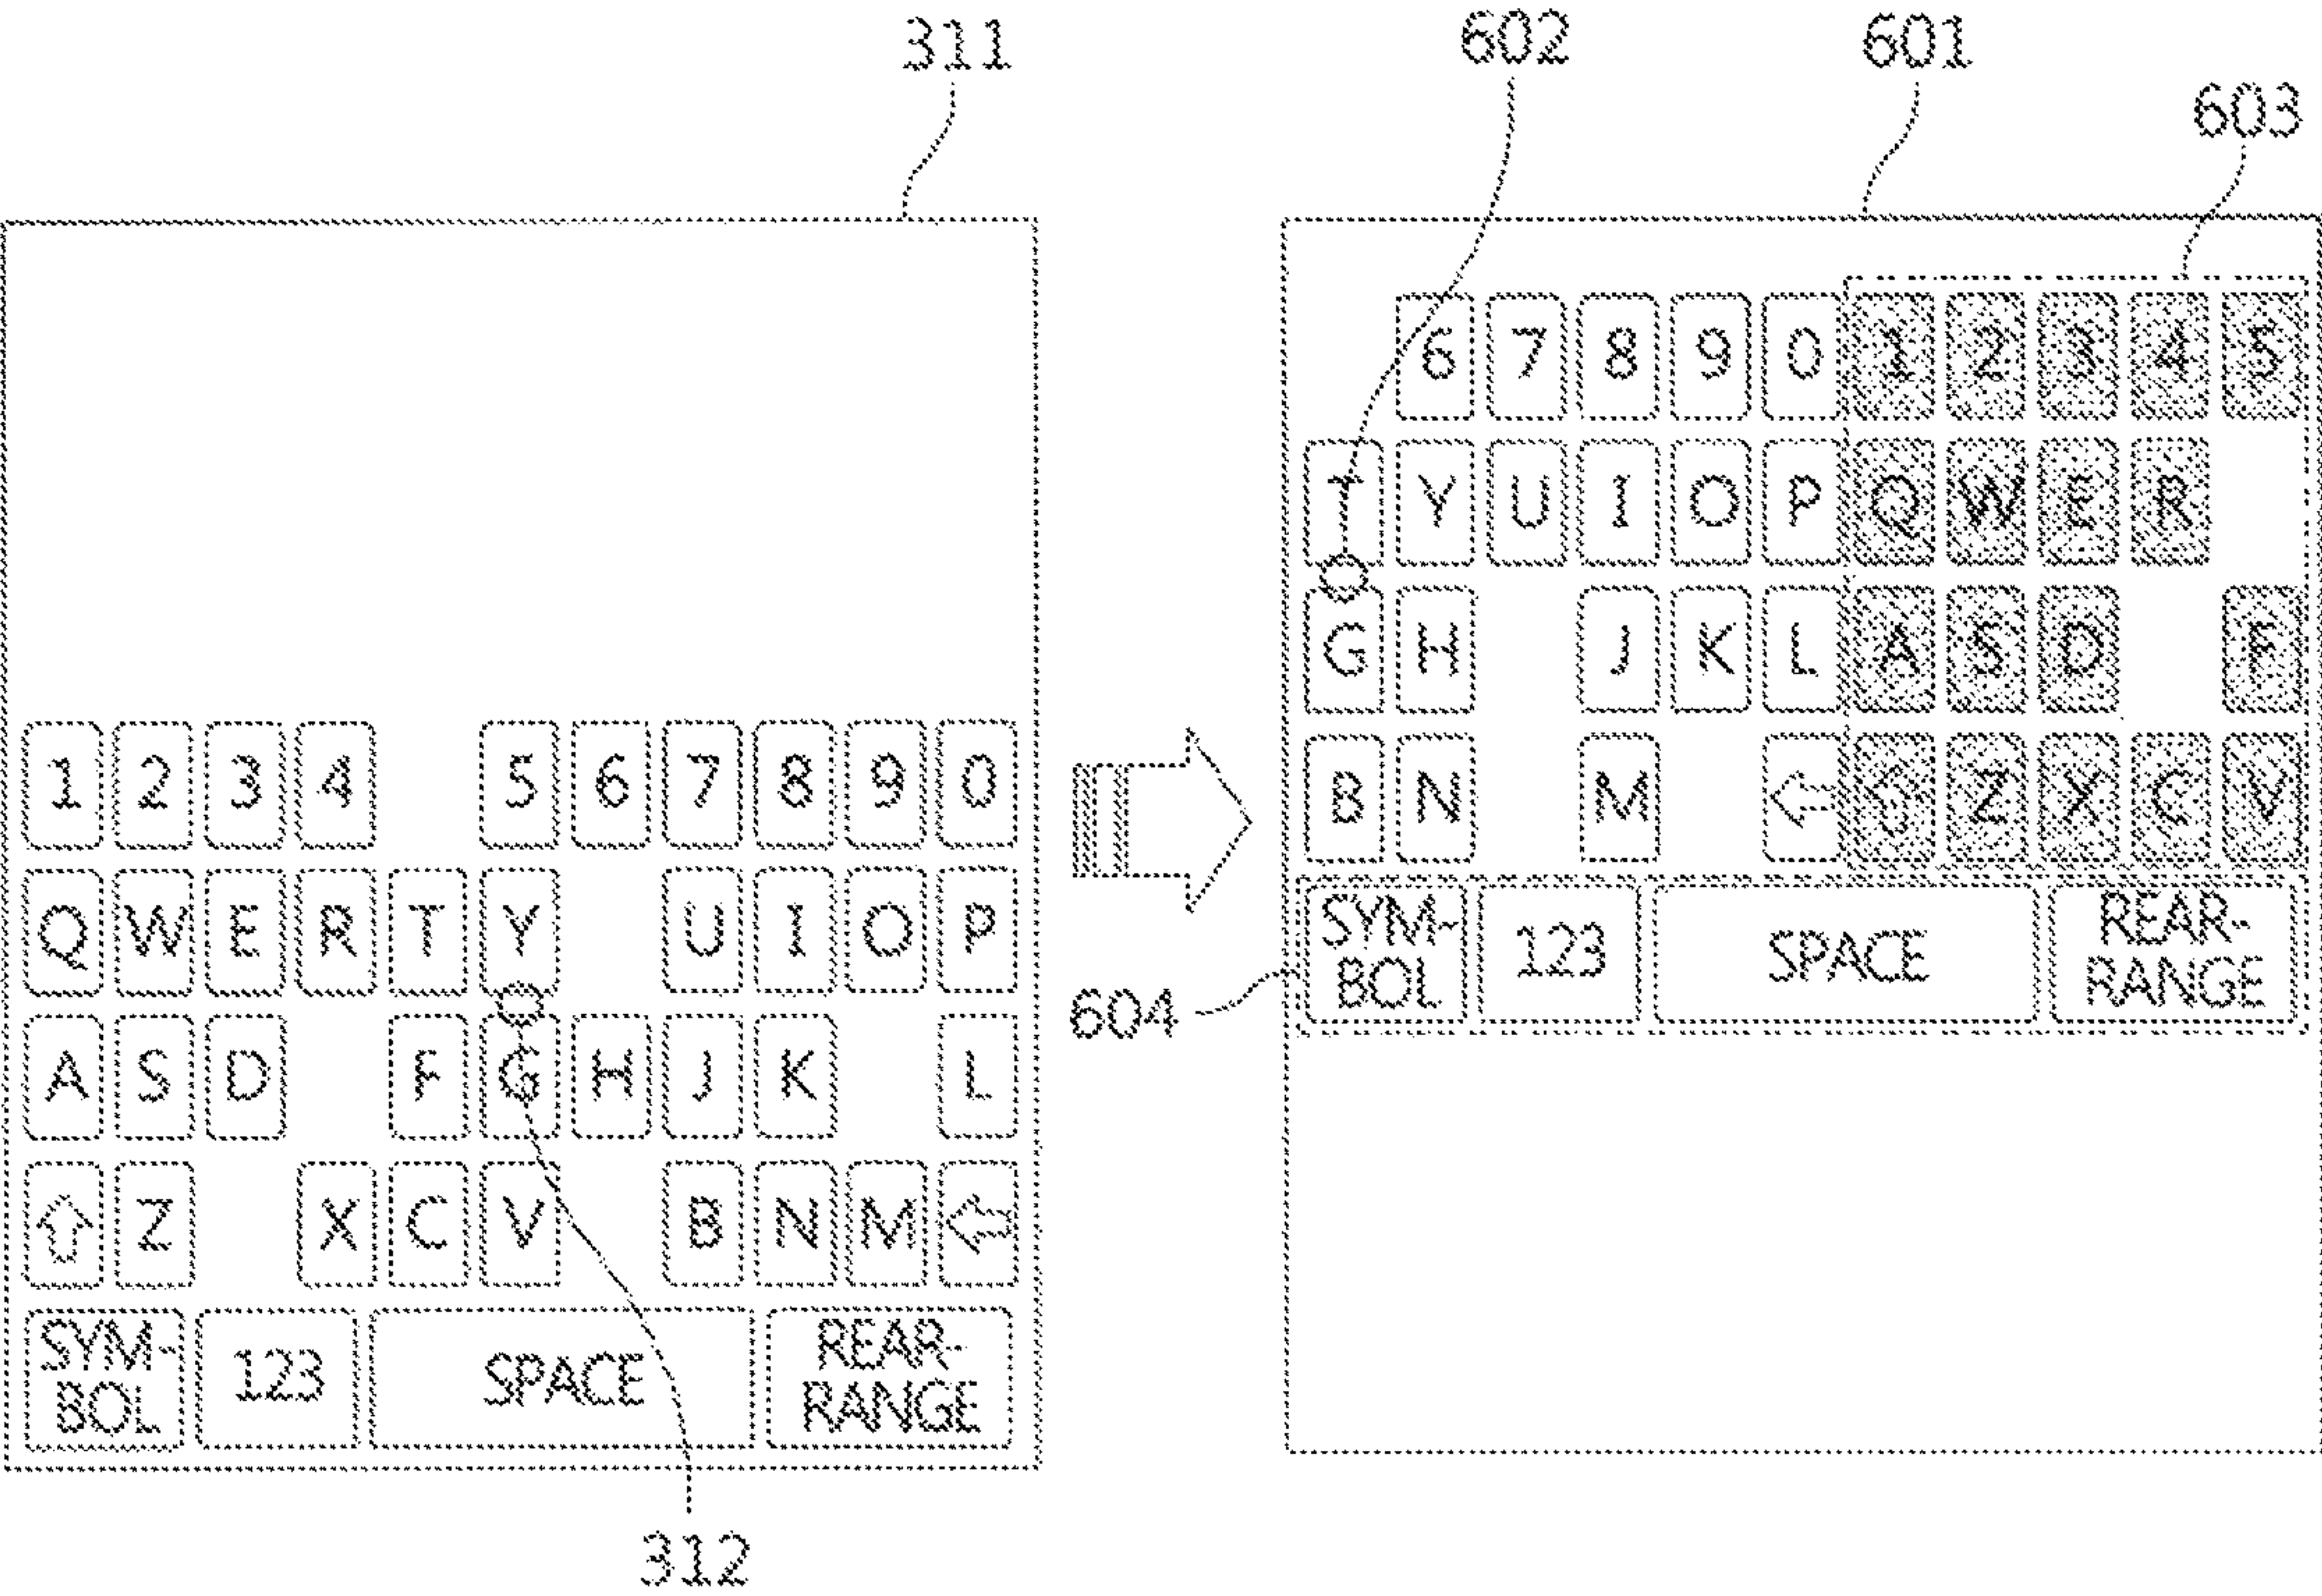 311
602
601
603
1 2 3 4 5 6 7 8 9 0
Q W E R T Y U I O P
A S D F G H J K L
Z X C V B N M
SYM-
BOL
123
SPACE
REAR-
RANGE
312
6 7 8 9 0 1 2 3 4 5
T Y U I O P Q W E R
G H J K L A S D F
B N M Z X C V
SYM-
BOL
123
SPACE
REAR-
RANGE
604